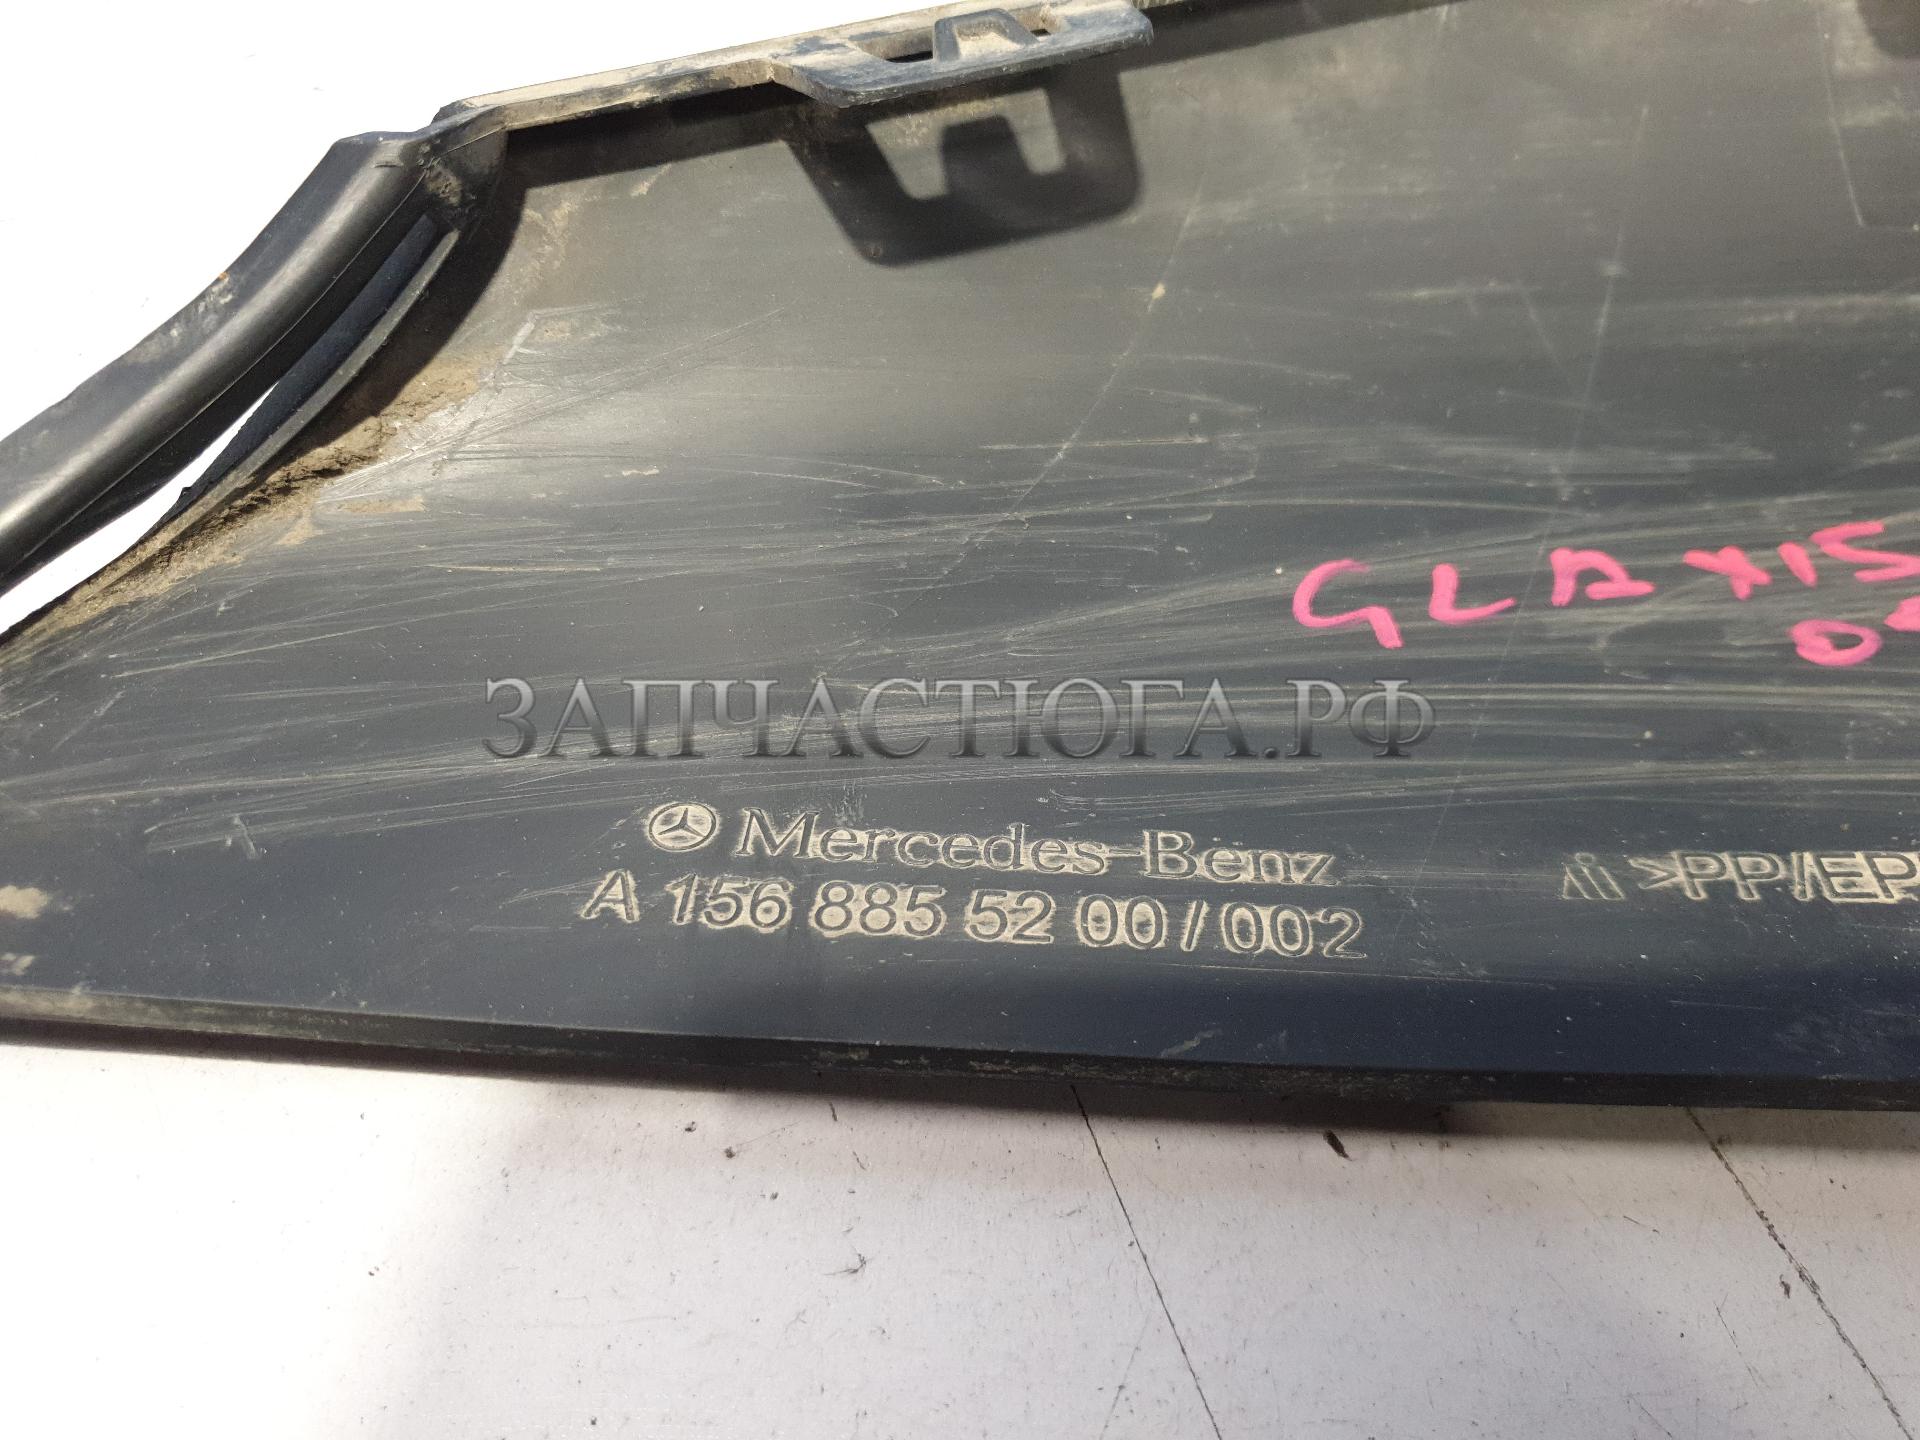 GLA X15
ЗАПЧАСТЮГА.РФ
Mercedes-Benz
A 156 885 52 00 / 002
>PP/EP